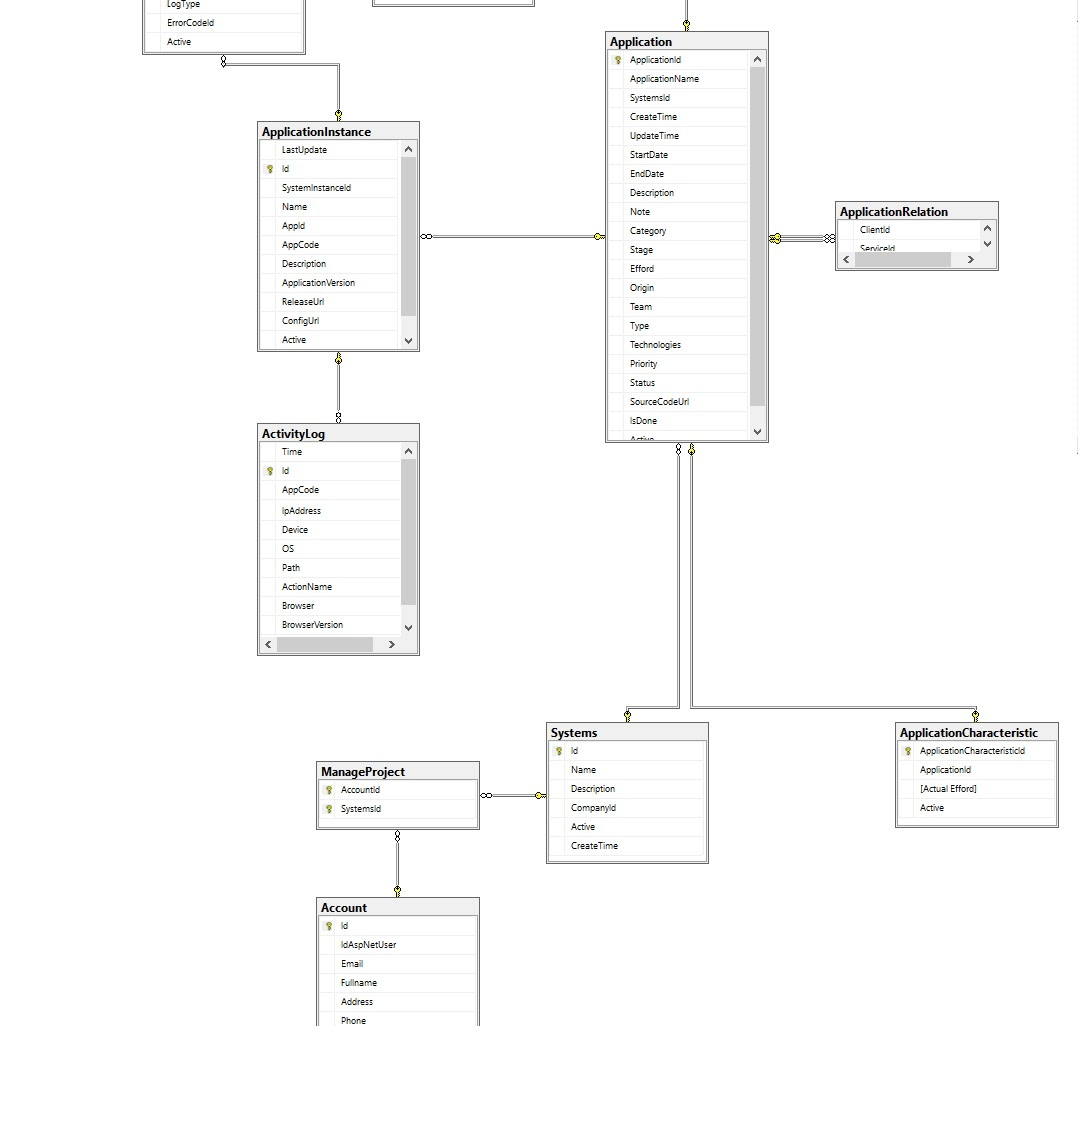 LogType
ErrorCodeId
Active
Application
ApplicationId
ApplicationName
SystemsId
CreateTime
UpdateTime
StartDate
EndDate
Description
Note
Category
Stage
Efford
Origin
Team
Type
Technologies
Priority
Status
SourceCodeUrl
IsDone
Active
ApplicationInstance
LastUpdate
Id
SystemInstanceId
Name
AppId
AppCode
Description
ApplicationVersion
ReleaseUrl
ConfigUrl
Active
ApplicationRelation
ClientId
ServiceId
ActivityLog
Time
Id
AppCode
IpAddress
Device
OS
Path
ActionName
Browser
BrowserVersion
Systems
Id
Name
Description
CompanyId
Active
CreateTime
ApplicationCharacteristic
ApplicationCharacteristicId
ApplicationId
[Actual Efford]
Active
ManageProject
AccountId
SystemsId
Account
Id
IdAspNetUser
Email
Fullname
Address
Phone